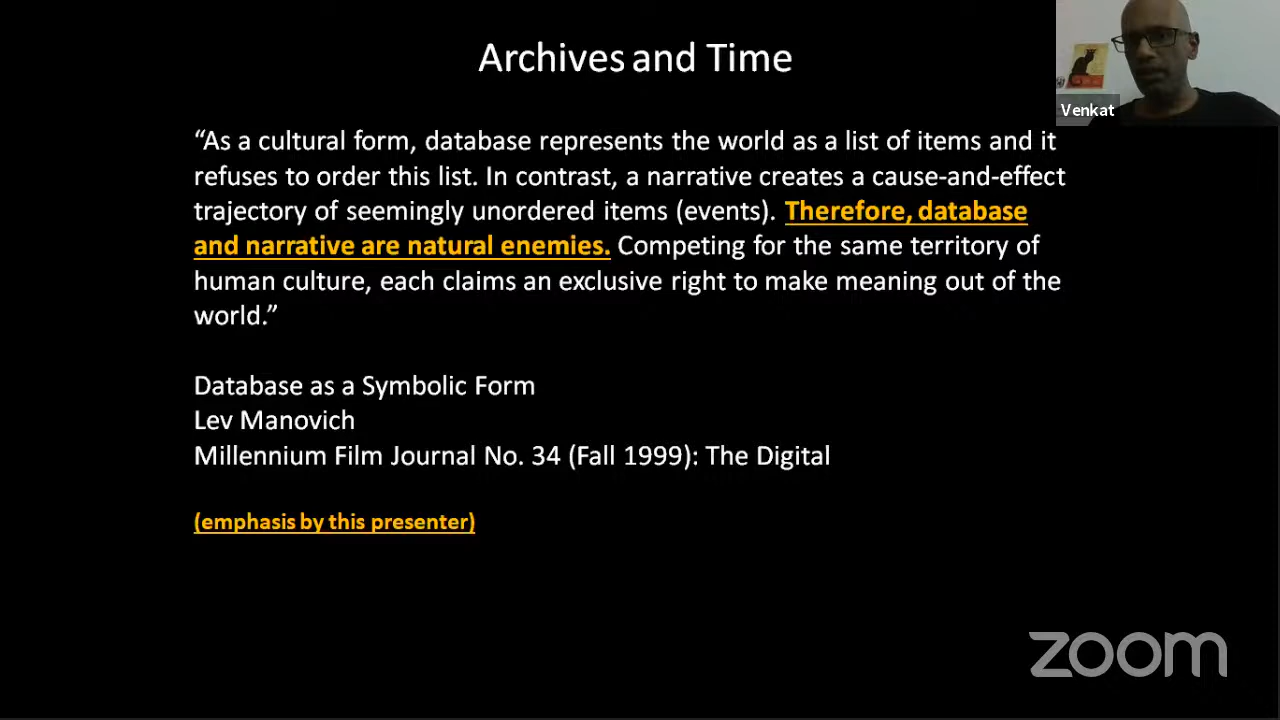 Archives and Time
Venkat
“As a cultural form, database represents the world as a list of items and it
refuses to order this list. In contrast, a narrative creates a cause-and-effect
trajectory of seemingly unordered items (events). Therefore, database
and narrative are natural enemies. Competing for the same territory of
human culture, each claims an exclusive right to make meaning out of the
world.”
Database as a Symbolic Form
Lev Manovich
Millennium Film Journal No. 34 (Fall 1999): The Digital
(emphasis by this presenter)
zoom